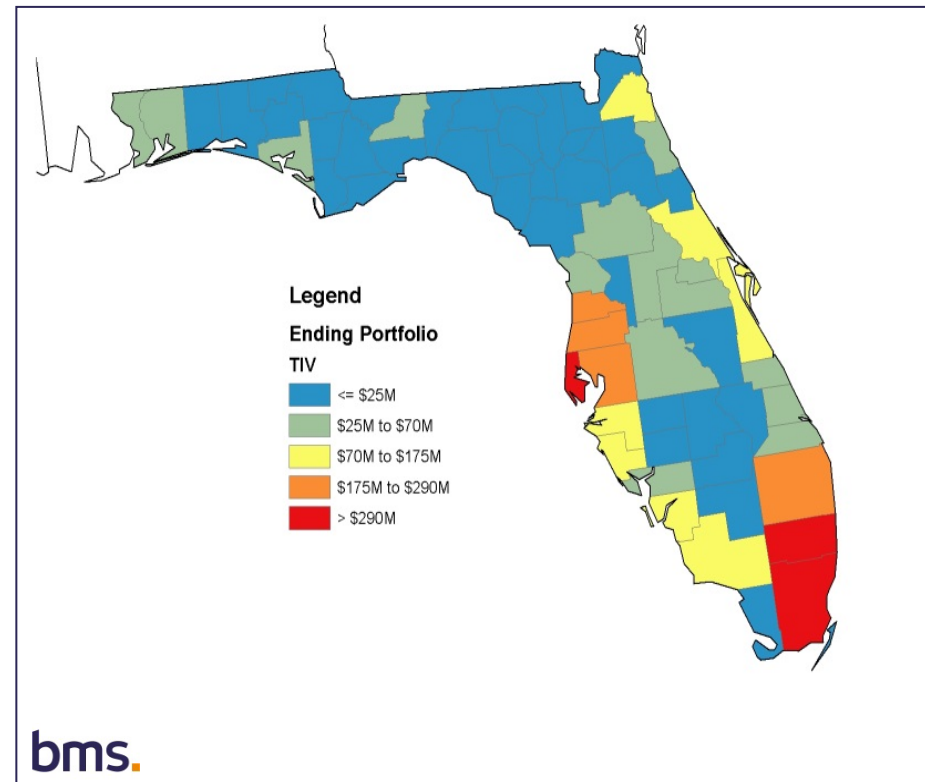 Legend
Ending Portfolio
TIV
<= $25M
$25M to $70M
$70M to $175M
$175M to $290M
> $290M
bms.